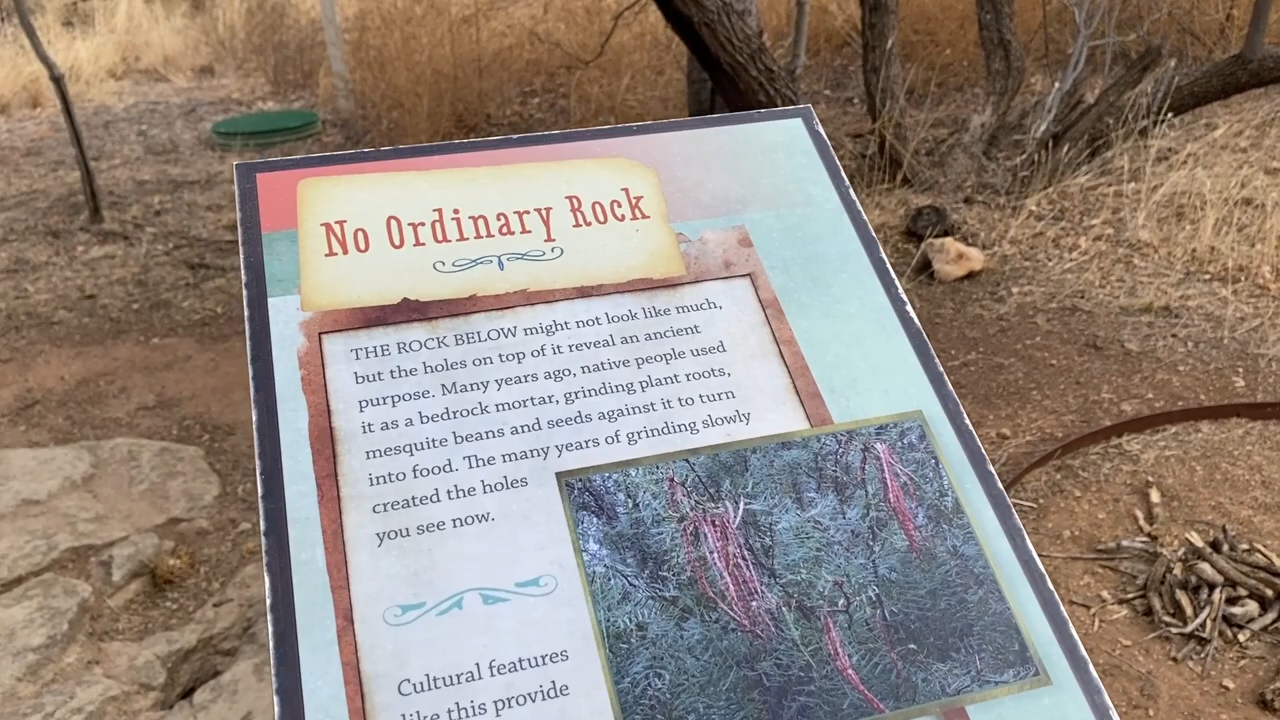 No Ordinary Rock
THE ROCK BELOW might not look like much,
but the holes on top of it reveal an ancient
purpose. Many years ago, native people used
it as a bedrock mortar, grinding plant roots,
mesquite beans and seeds against it to turn
into food. The many years of grinding slowly
created the holes
you see now.
Cultural features
like this provide